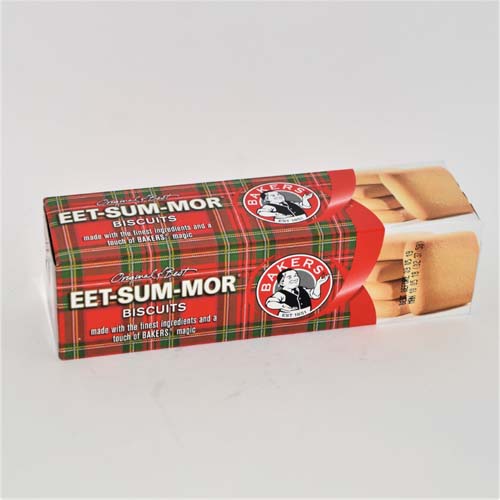 Original & Best
EET-SUM-MOR
BISCUITS
made with the finest ingredients and a
touch of BAKERS magic
BAKERS
EST 1851
Original & Best
EET-SUM-MOR
BISCUITS
made with the finest ingredients and a
touch of BAKERS magic
BAKERS
EST 1851